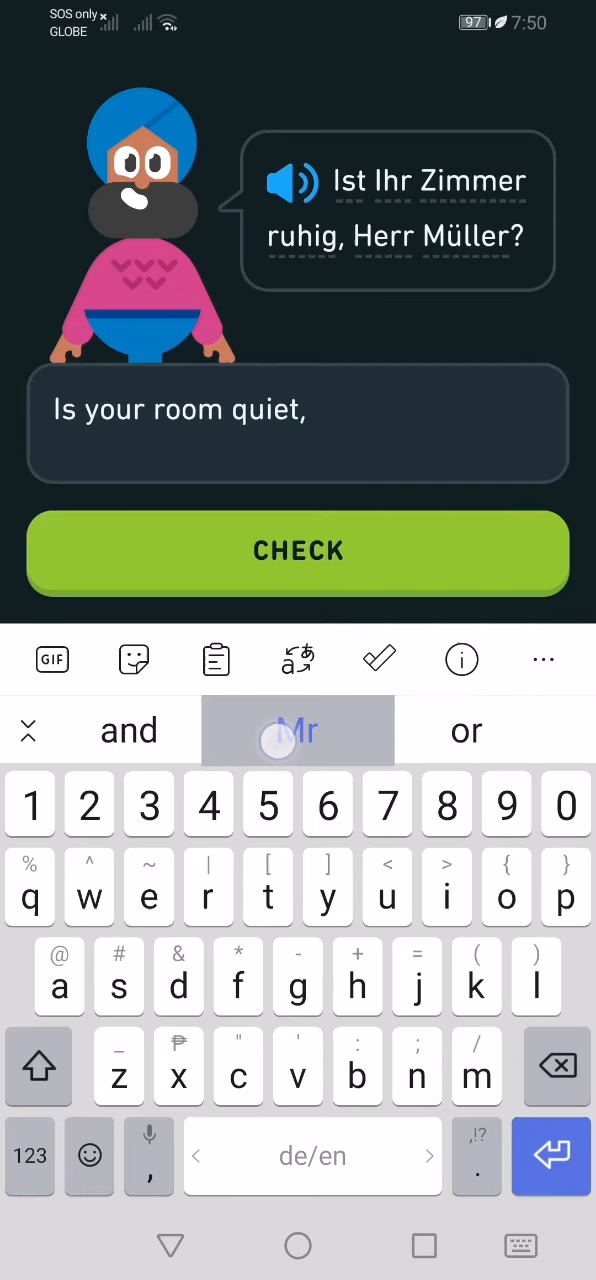 SOS only
GLOBE
97 7:50
Ist Ihr Zimmer
ruhig, Herr Müller?
Is your room quiet,
CHECK
GIF
and Mr or
1 2 3 4 5 6 7 8 9 0
% ^ ~ | [ ] < > { }
q w e r t y u i o p
@ # & * - + = ( )
a s d f g h j k l
_ ₱ " ' : ; /
z x c v b n m
123 , de/en ,!? .